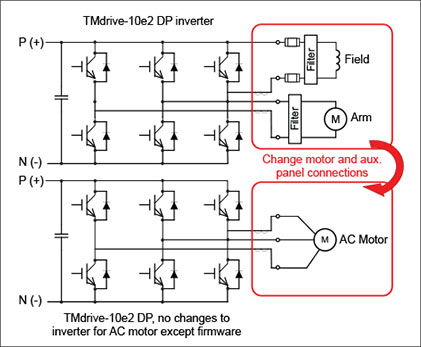 TMdrive-10e2 DP inverter
P (+)
Filter
Field
Filter
M
Arm
N (-)
Change motor and aux.
panel connections
P (+)
M
AC Motor
N (-)
TMdrive-10e2 DP, no changes to
inverter for AC motor except firmware